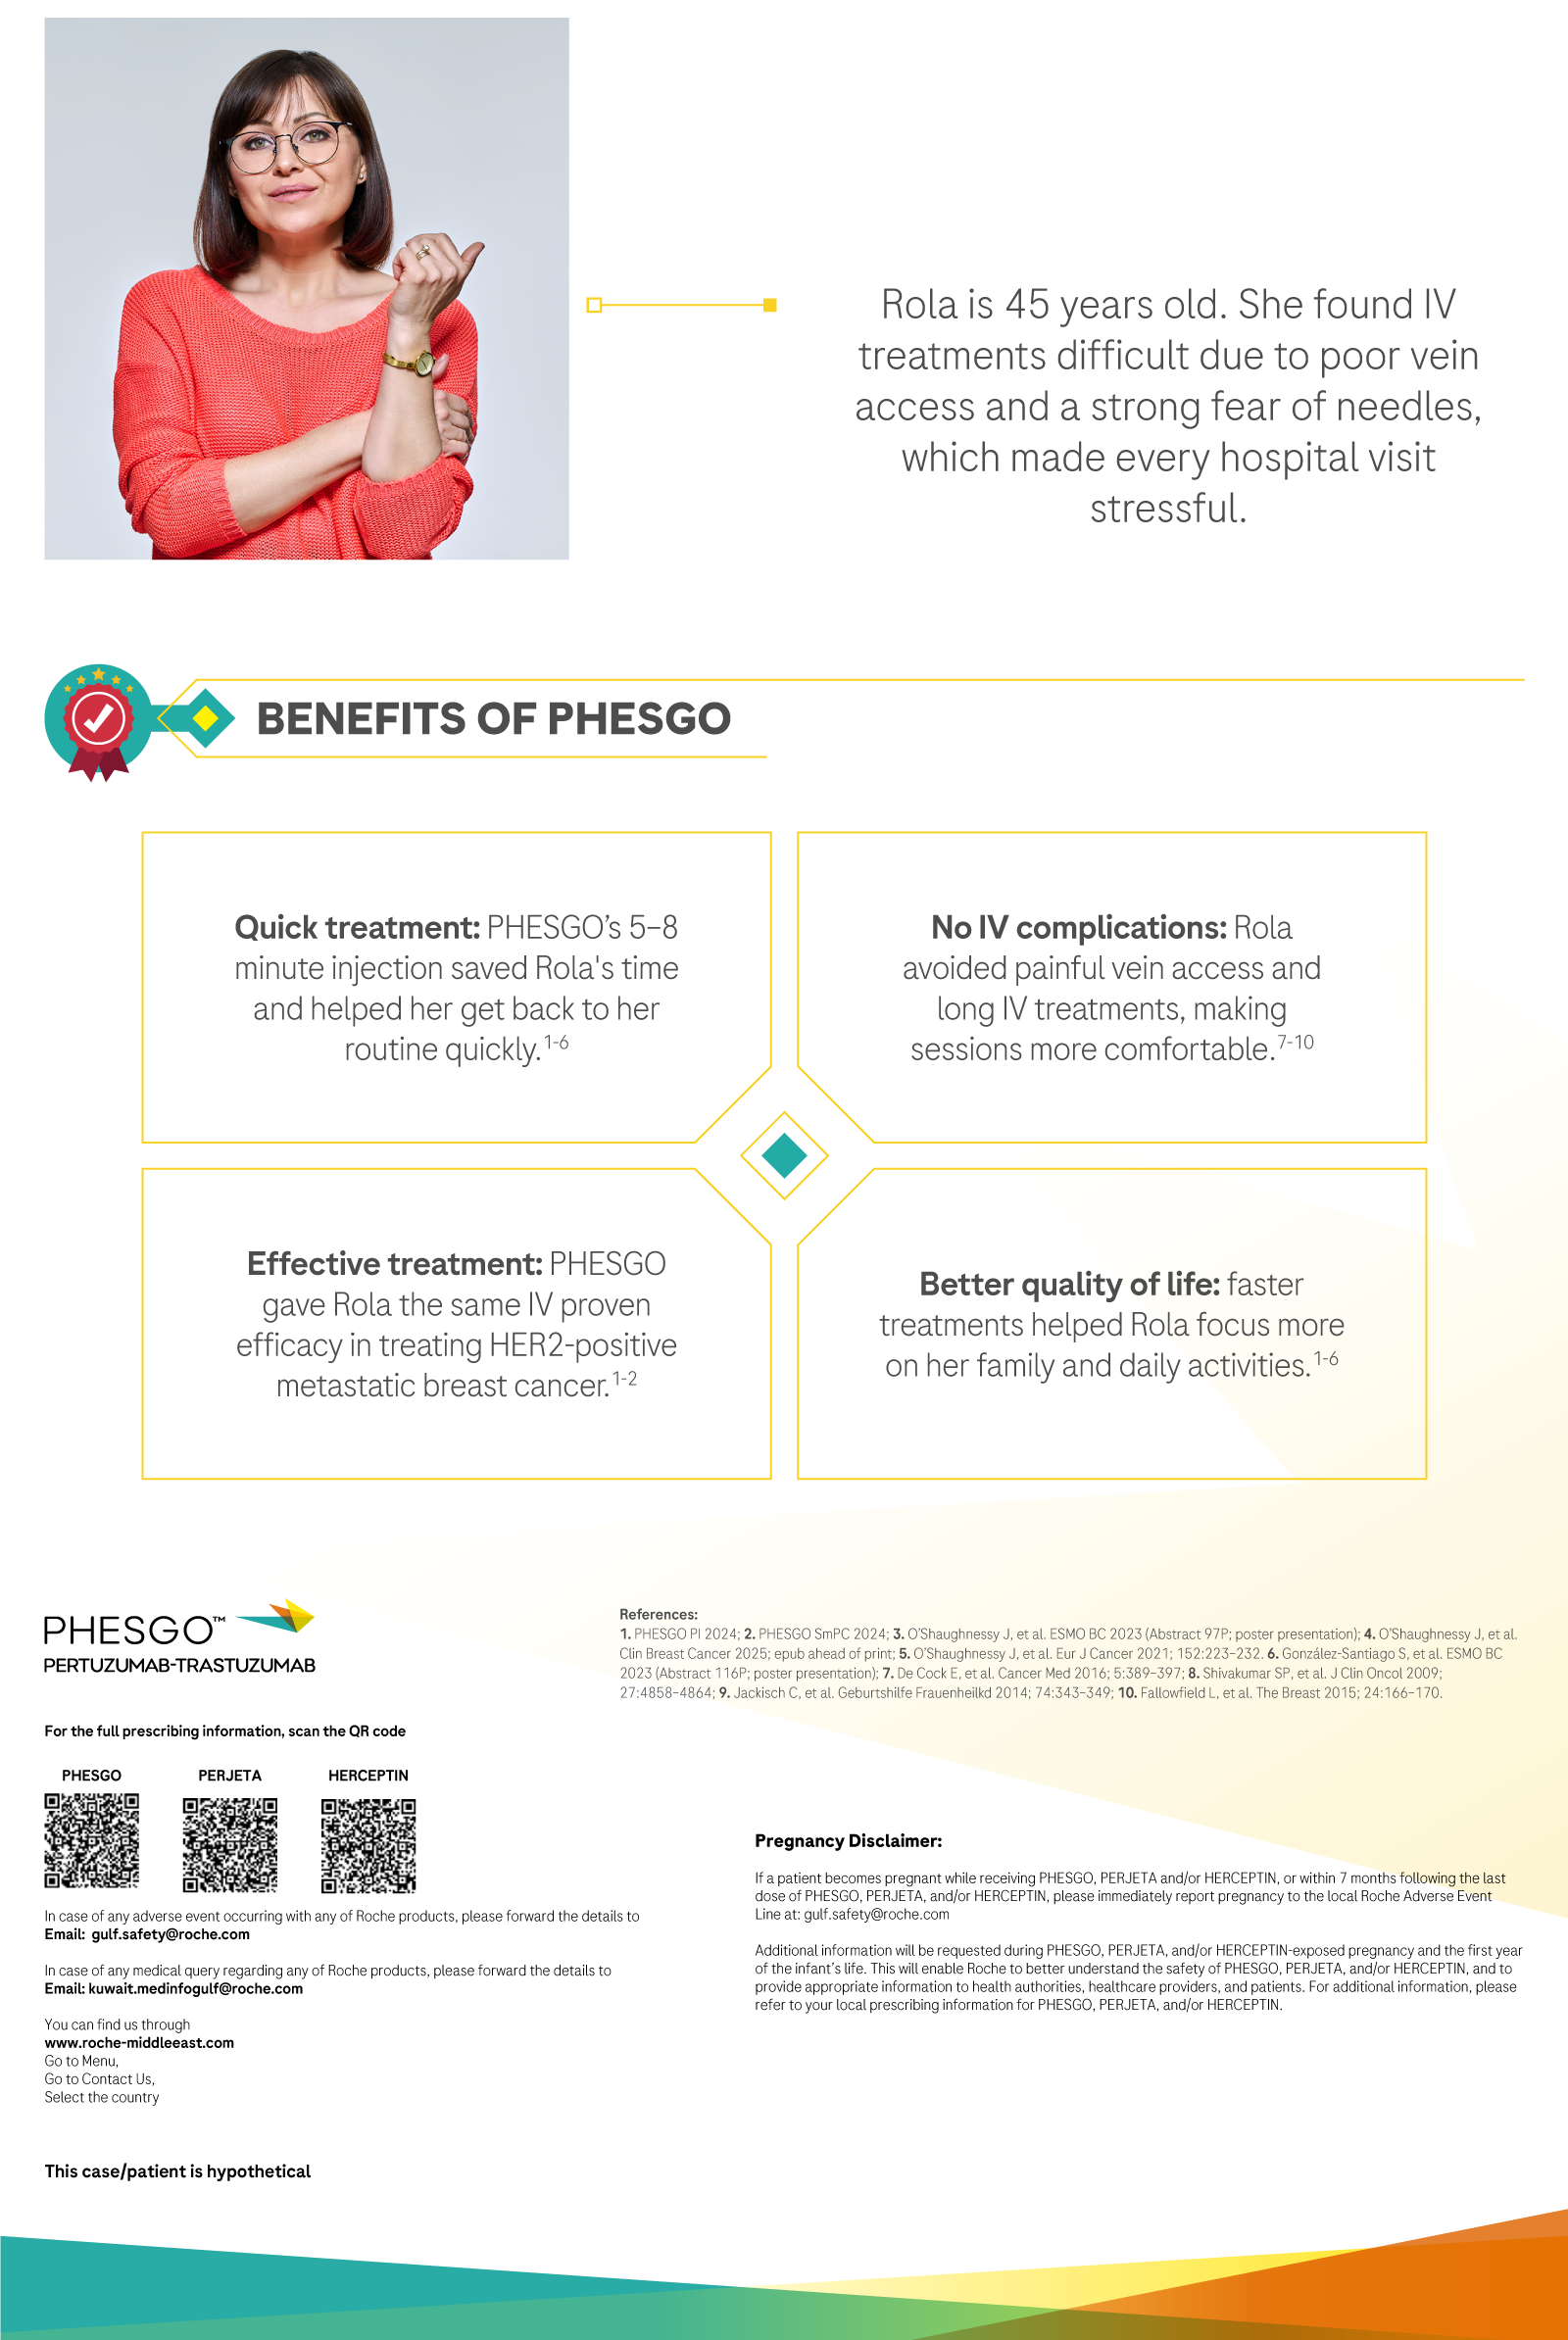 Rola is 45 years old. She found IV
treatments difficult due to poor vein
access and a strong fear of needles,
which made every hospital visit
stressful.
BENEFITS OF PHESGO
Quick treatment: PHESGO’s 5–8
minute injection saved Rola's time
and helped her get back to her
routine quickly.1-6
No IV complications: Rola
avoided painful vein access and
long IV treatments, making
sessions more comfortable.7-10
Effective treatment: PHESGO
gave Rola the same IV proven
efficacy in treating HER2-positive
metastatic breast cancer.1-2
Better quality of life: faster
treatments helped Rola focus more
on her family and daily activities.1-6
PHESGO™
PERTUZUMAB-TRASTUZUMAB
References:
1. PHESGO PI 2024; 2. PHESGO SmPC 2024; 3. O’Shaughnessy J, et al. ESMO BC 2023 (Abstract 97P; poster presentation); 4. O’Shaughnessy J, et al.
Clin Breast Cancer 2025; epub ahead of print; 5. O’Shaughnessy J, et al. Eur J Cancer 2021; 152:223–232. 6. González-Santiago S, et al. ESMO BC
2023 (Abstract 116P; poster presentation); 7. De Cock E, et al. Cancer Med 2016; 5:389–397; 8. Shivakumar SP, et al. J Clin Oncol 2009;
27:4858–4864; 9. Jackisch C, et al. Geburtshilfe Frauenheilkd 2014; 74:343–349; 10. Fallowfield L, et al. The Breast 2015; 24:166–170.
For the full prescribing information, scan the QR code
PHESGO PERJETA HERCEPTIN
In case of any adverse event occurring with any of Roche products, please forward the details to
Email: gulf.safety@roche.com
In case of any medical query regarding any of Roche products, please forward the details to
Email: kuwait.medinfogulf@roche.com
You can find us through
www.roche-middleeast.com
Go to Menu,
Go to Contact Us,
Select the country
Pregnancy Disclaimer:
If a patient becomes pregnant while receiving PHESGO, PERJETA and/or HERCEPTIN, or within 7 months following the last
dose of PHESGO, PERJETA, and/or HERCEPTIN, please immediately report pregnancy to the local Roche Adverse Event
Line at: gulf.safety@roche.com
Additional information will be requested during PHESGO, PERJETA, and/or HERCEPTIN-exposed pregnancy and the first year
of the infant’s life. This will enable Roche to better understand the safety of PHESGO, PERJETA, and/or HERCEPTIN, and to
provide appropriate information to health authorities, healthcare providers, and patients. For additional information, please
refer to your local prescribing information for PHESGO, PERJETA, and/or HERCEPTIN.
This case/patient is hypothetical